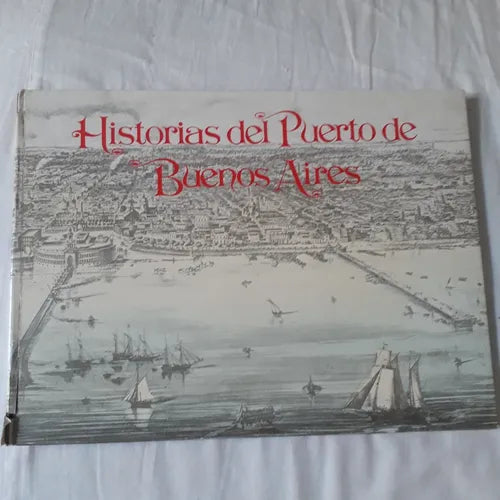 Historias del Puerto de
Buenos Aires